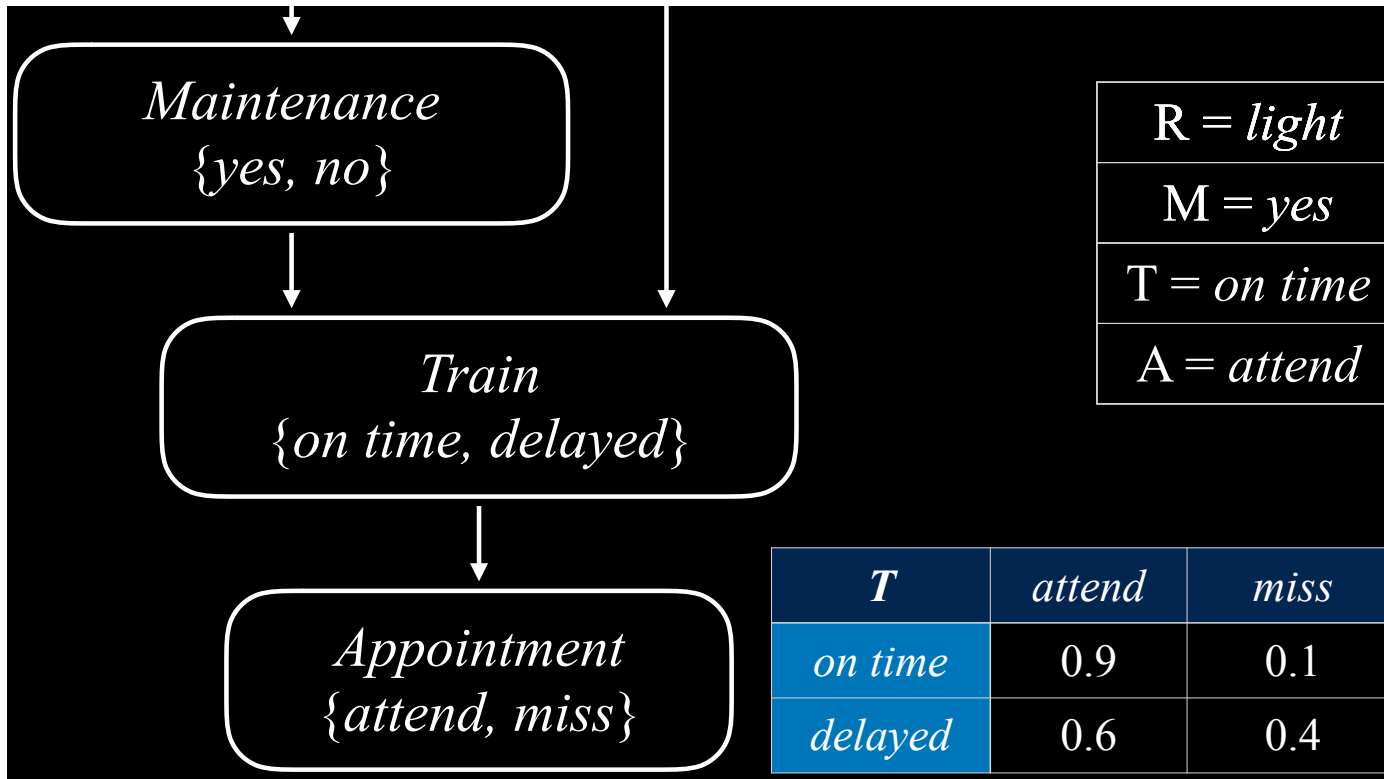 Maintenance
{yes, no}
Train
{on time, delayed}
Appointment
{attend, miss}
R = light
M = yes
T = on time
A = attend
T attend miss
on time 0.9 0.1
delayed 0.6 0.4